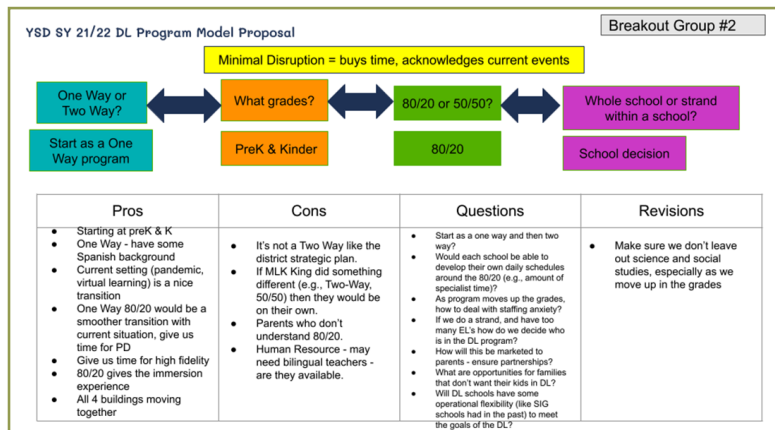 YSD SY 21/22 DL Program Model Proposal
Breakout Group #2
Minimal Disruption = buys time, acknowledges current events
One Way or
Two Way?
What grades?
80/20 or 50/50?
Whole school or strand
within a school?
Start as a One
Way program
PreK & Kinder
80/20
School decision
Pros
● Starting at preK & K
● One Way - have some
Spanish background
● Current setting (pandemic,
virtual learning) is a nice
transition
● One Way 80/20 would be a
smoother transition with
current situation, give us
time for PD
● Give us time for high fidelity
● 80/20 gives the immersion
experience
● All 4 buildings moving
together
Cons
● It's not a Two Way like the
district strategic plan.
● If MLK King did something
different (e.g., Two-Way,
50/50) then they would be
on their own.
● Parents who don't
understand 80/20.
● Human Resource - may
need bilingual teachers -
are they available.
Questions
● Start as a one way and then two
way?
● Would each school be able to
develop their own daily schedules
around the 80/20 (e.g., amount of
specialist time)?
● As program moves up the grades,
how to deal with staffing anxiety?
● If we do a strand, and have too
many EL's how do we decide who
is in the DL program?
● How will this be marketed to
parents - ensure partnerships?
● What are opportunities for families
that don't want their kids in DL?
● Will DL schools have some
operational flexibility (like SIG
schools had in the past) to meet
the goals of the DL?
Revisions
● Make sure we don't leave
out science and social
studies, especially as we
move up in the grades